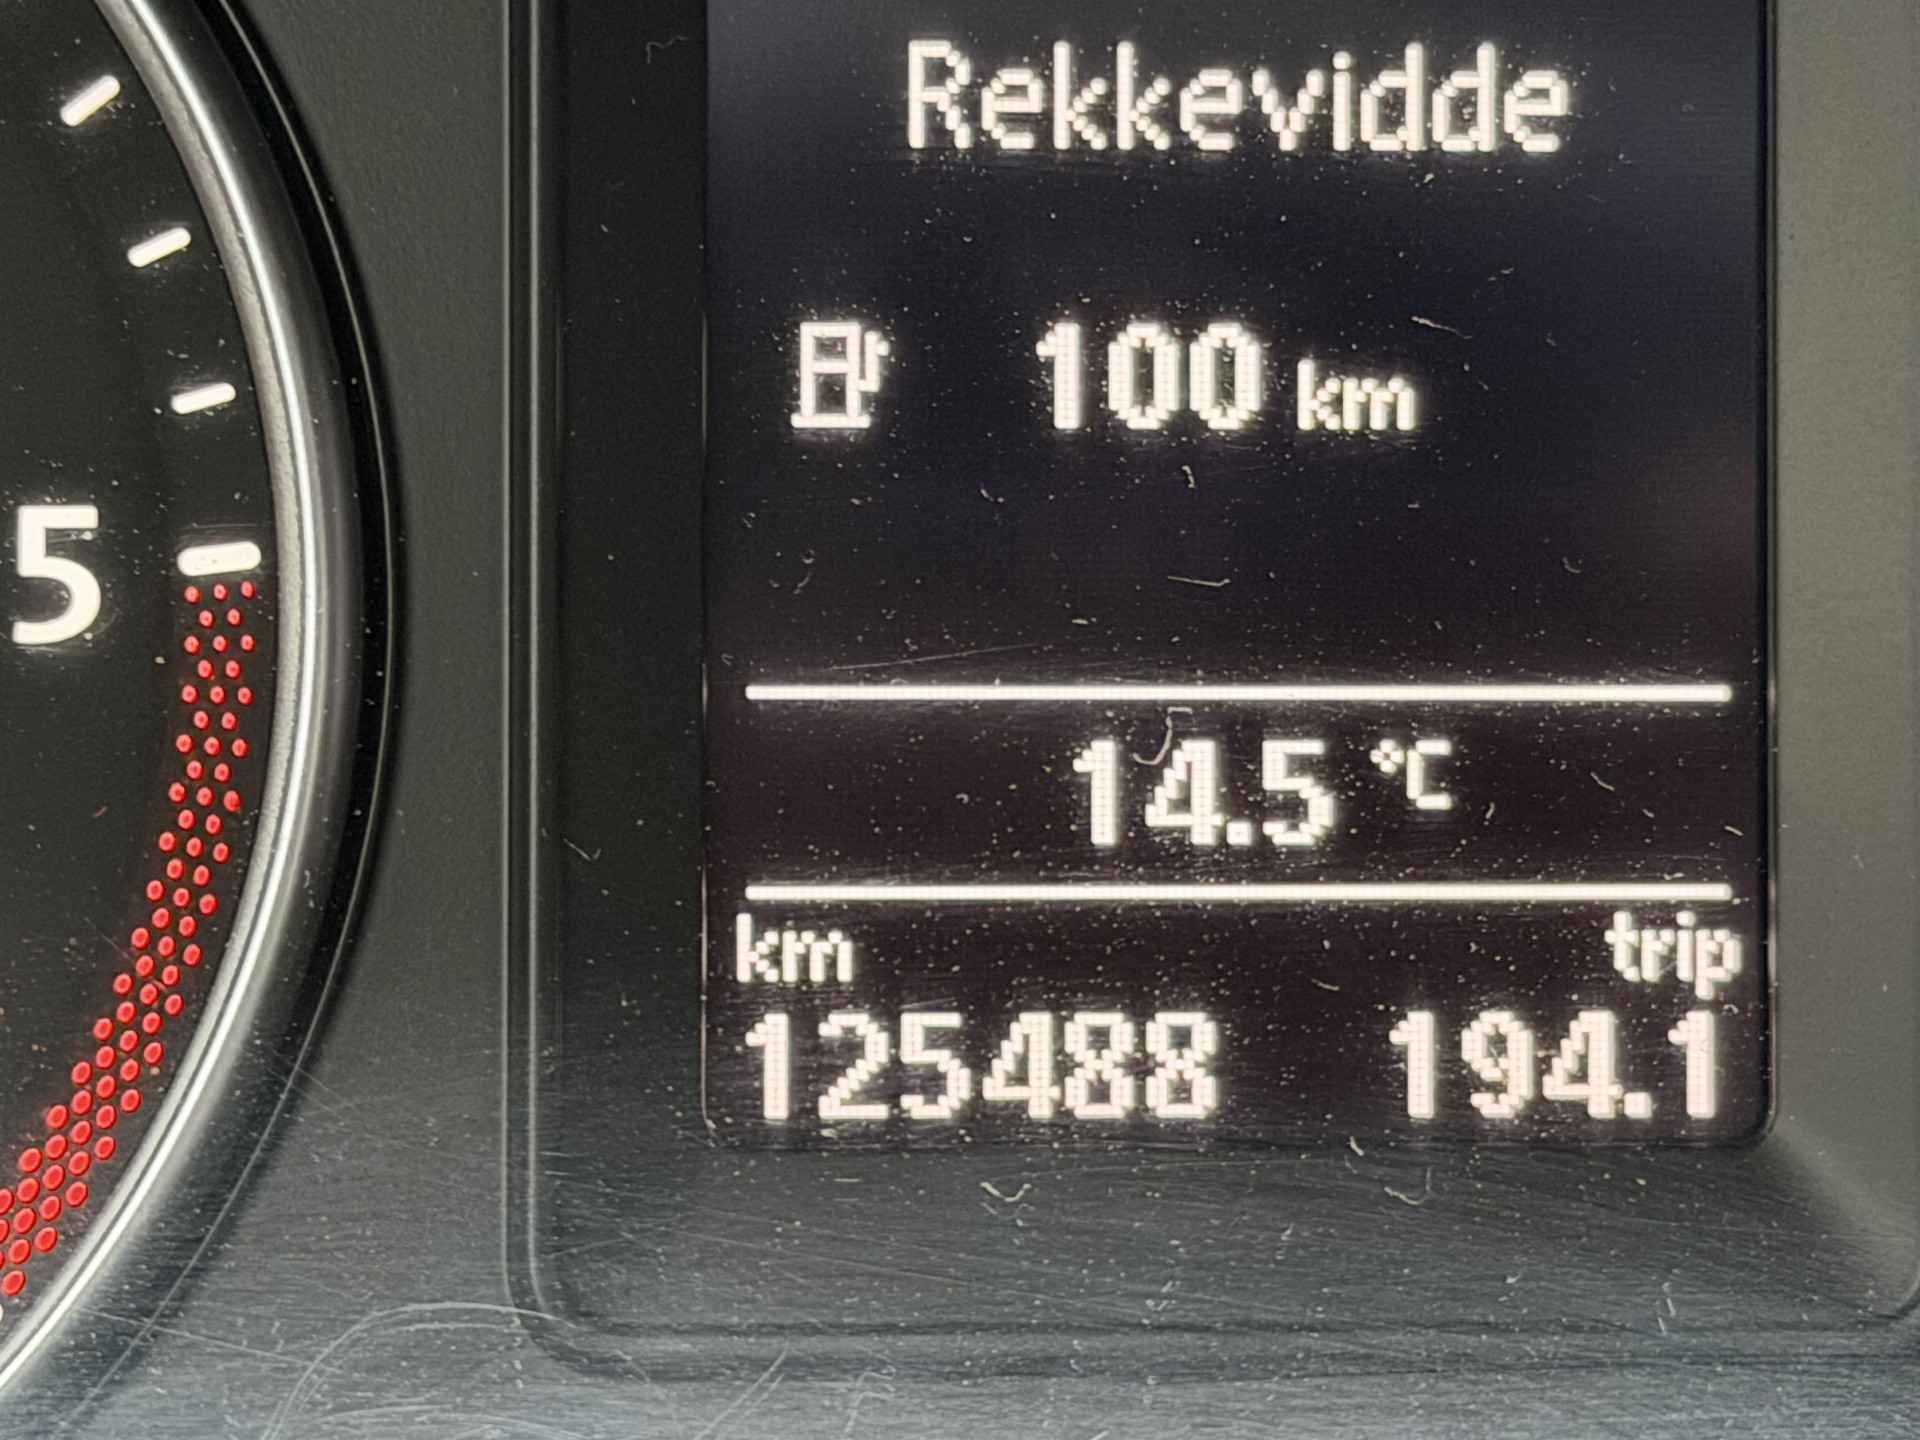 Rekkevidde
100 km
5
14.5 °C
km trip
125488 194.1